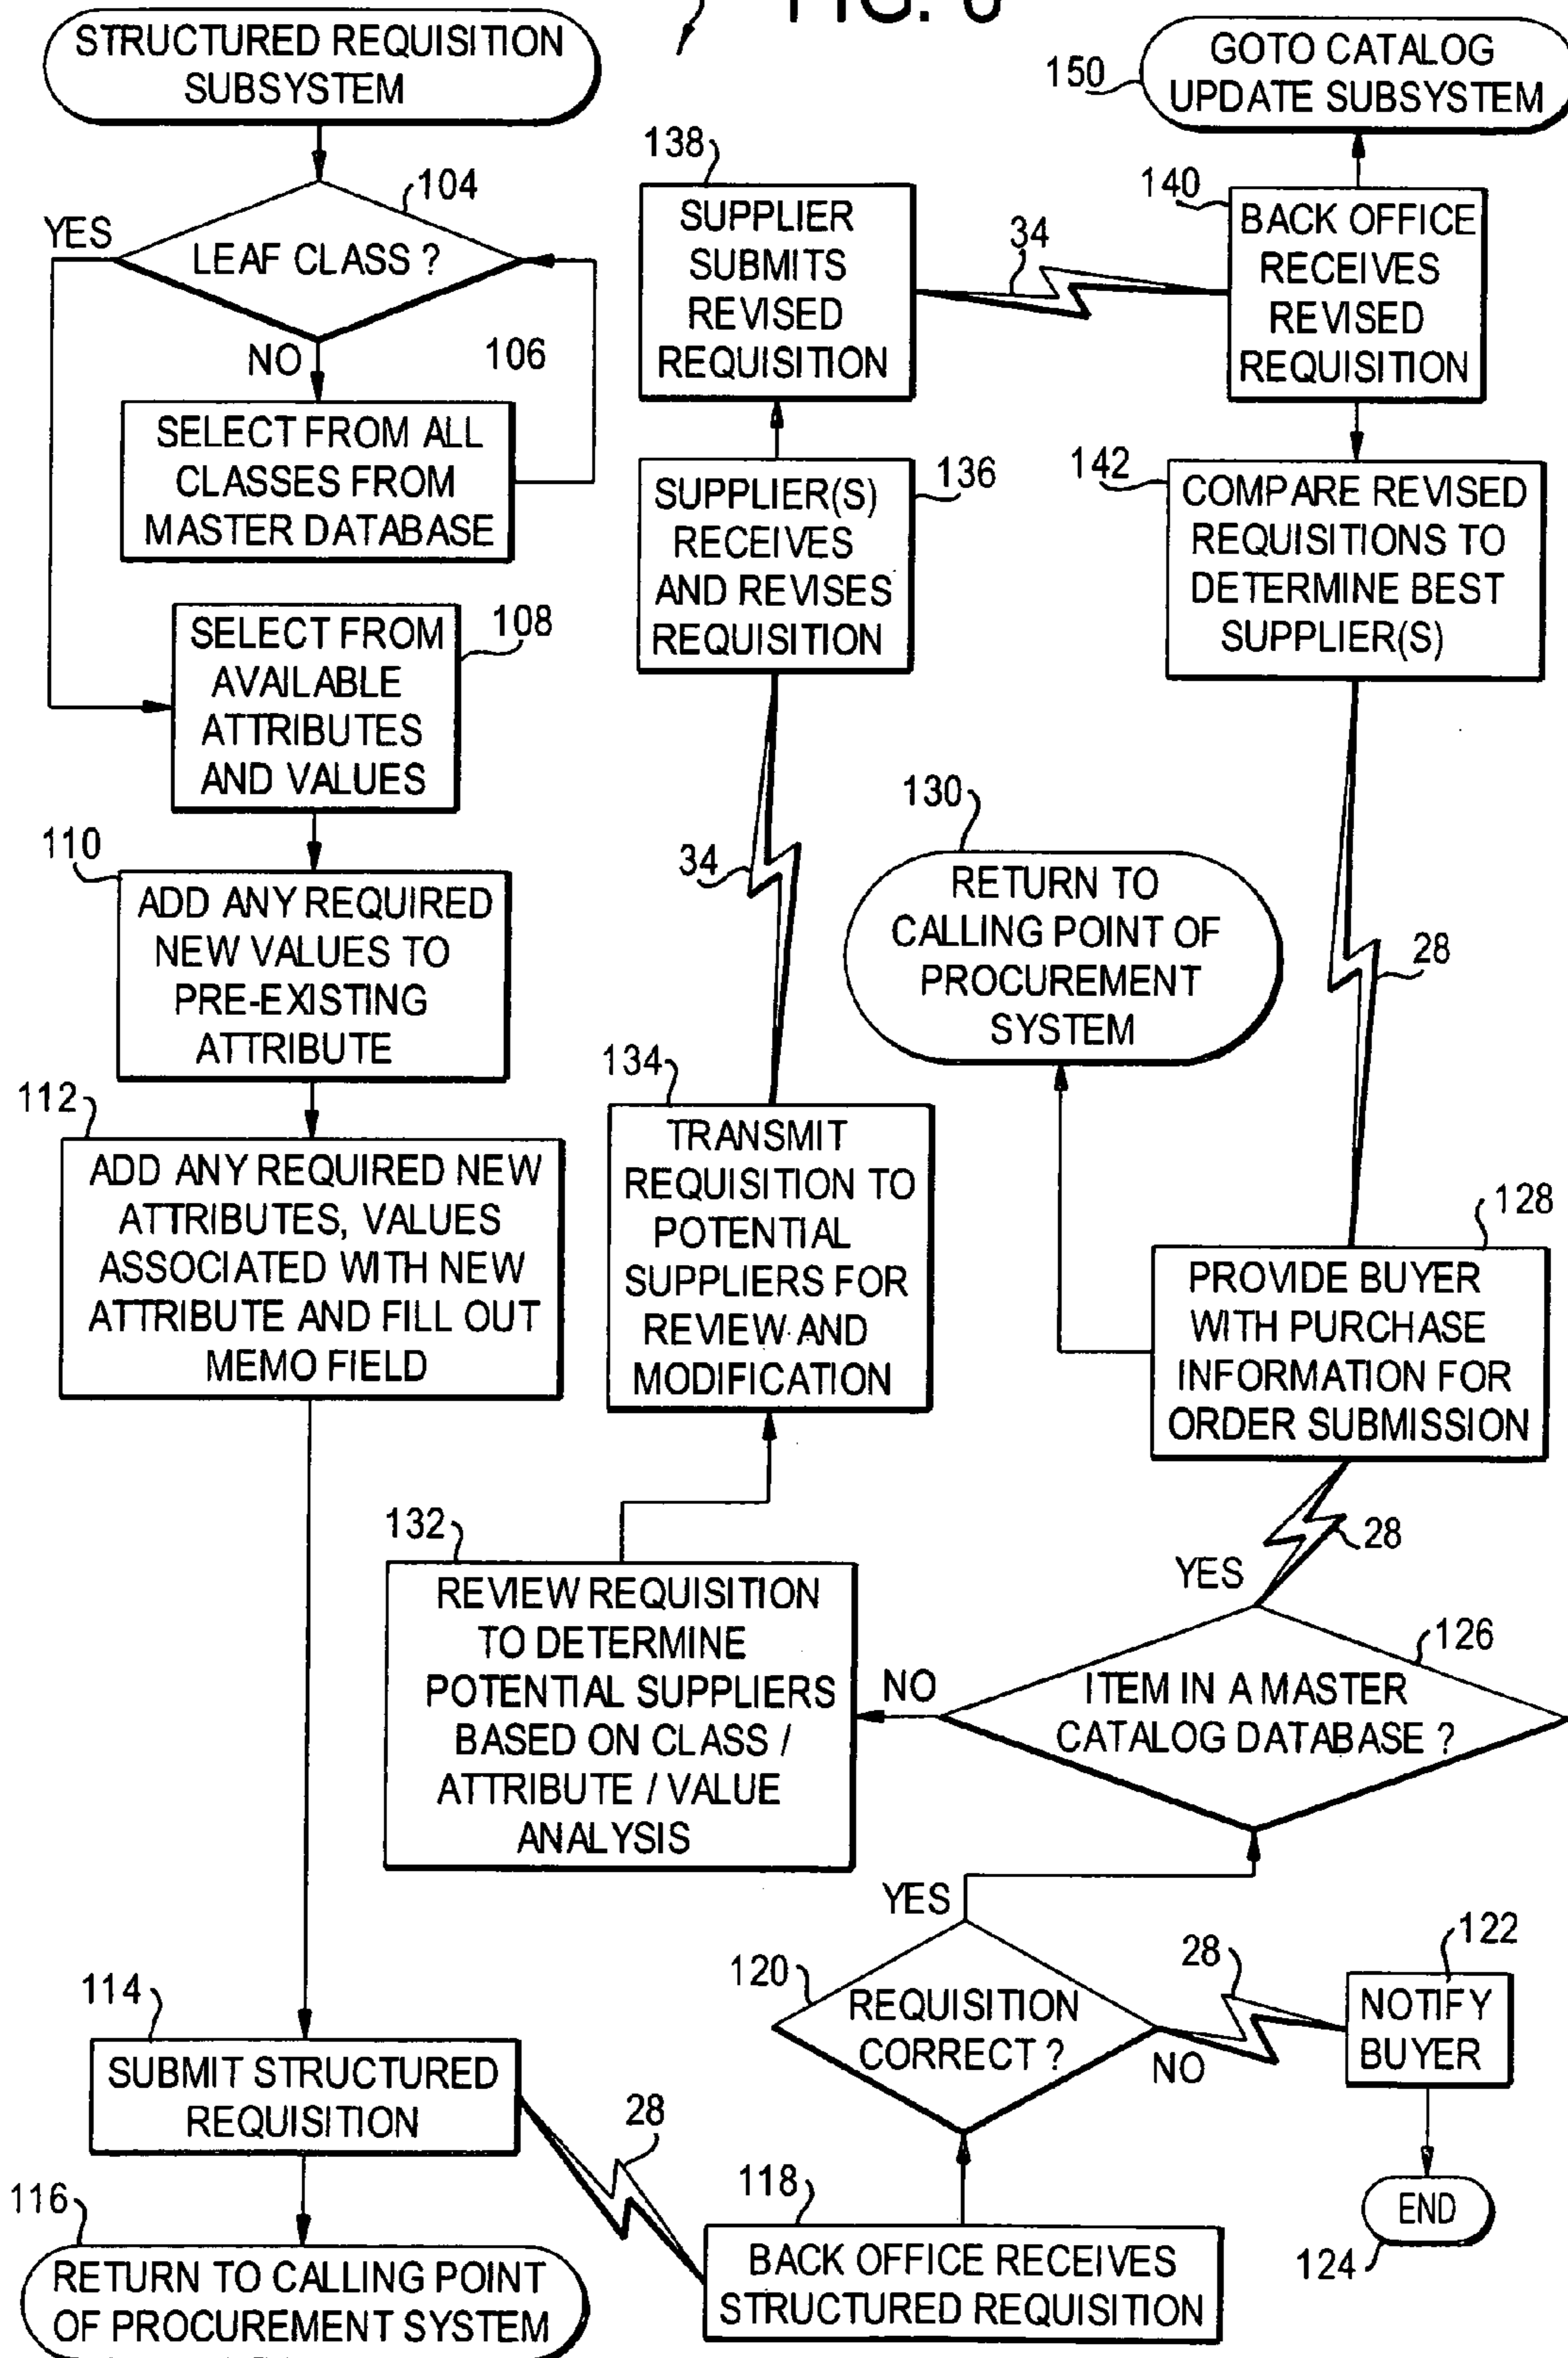 FIG. 6
STRUCTURED REQUISITION
SUBSYSTEM
104
YES
LEAF CLASS ?
NO
106
SELECT FROM ALL
CLASSES FROM
MASTER DATABASE
108
SELECT FROM
AVAILABLE
ATTRIBUTES
AND VALUES
110
ADD ANY REQUIRED
NEW VALUES TO
PRE-EXISTING
ATTRIBUTE
112
ADD ANY REQUIRED NEW
ATTRIBUTES, VALUES
ASSOCIATED WITH NEW
ATTRIBUTE AND FILL OUT
MEMO FIELD
114
SUBMIT STRUCTURED
REQUISITION
116
RETURN TO CALLING POINT
OF PROCUREMENT SYSTEM
28
118
BACK OFFICE RECEIVES
STRUCTURED REQUISITION
120
REQUISITION
CORRECT ?
NO
28
122
NOTIFY
BUYER
END
124
YES
126
ITEM IN A MASTER
CATALOG DATABASE ?
YES
28
NO
132
REVIEW REQUISITION
TO DETERMINE
POTENTIAL SUPPLIERS
BASED ON CLASS /
ATTRIBUTE / VALUE
ANALYSIS
134
TRANSMIT
REQUISITION TO
POTENTIAL
SUPPLIERS FOR
REVIEW AND
MODIFICATION
34
136
SUPPLIER(S)
RECEIVES
AND REVISES
REQUISITION
138
SUPPLIER
SUBMITS
REVISED
REQUISITION
34
140
BACK OFFICE
RECEIVES
REVISED
REQUISITION
150
GOTO CATALOG
UPDATE SUBSYSTEM
142
COMPARE REVISED
REQUISITIONS TO
DETERMINE BEST
SUPPLIER(S)
28
128
PROVIDE BUYER
WITH PURCHASE
INFORMATION FOR
ORDER SUBMISSION
130
RETURN TO
CALLING POINT OF
PROCUREMENT
SYSTEM